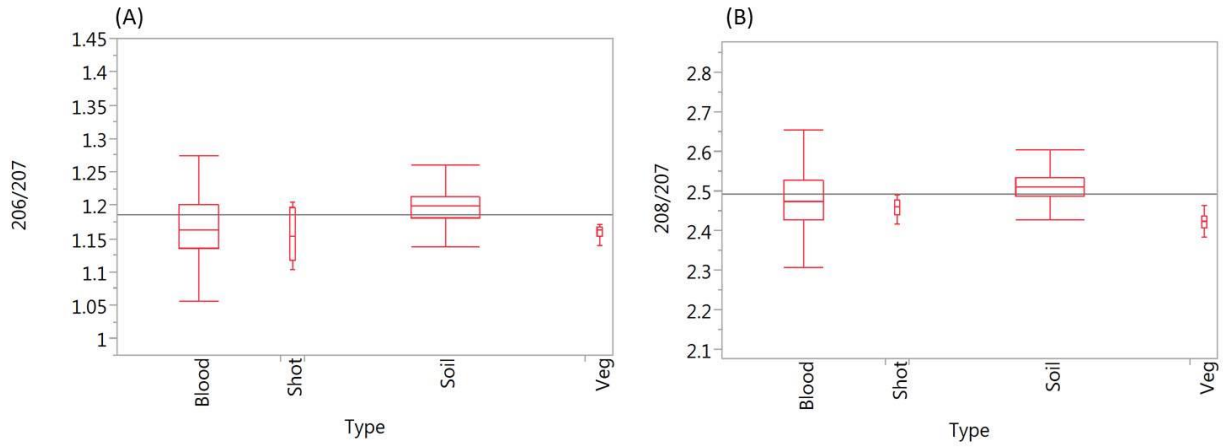 (A)
1.45
1.4
1.35
1.3
1.25
1.2
1.15
1.1
1.05
1
206/207
Blood
Shot
Soil
Veg
Type
(B)
2.8
2.7
2.6
2.5
2.4
2.3
2.2
2.1
208/207
Blood
Shot
Soil
Veg
Type